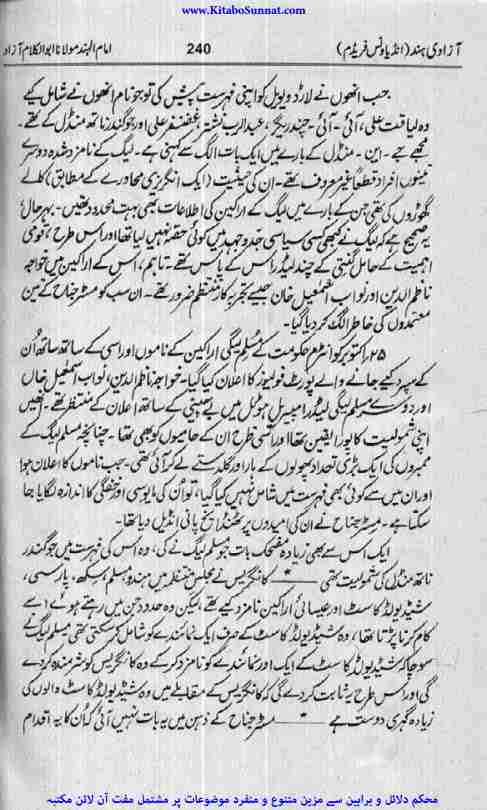 www.KitaboSunnat.com
آزادی ہند (انڈیا ونس فریڈم) 240 امام الہند مولانا ابوالکلام آزاد
جب انھوں نے لارڈ ویول کو اپنی فہرست پیش کی تو جو نام انھوں نے شامل کیے
وہ لیاقت علی، آئی۔ آئی۔ چندریگر، عبدالرب نشتر، غضنفر علی اور جوگندر ناتھ منڈل کے تھے۔
مجھے جے۔ این۔ منڈل کے بارے میں ایک بات الگ سے کہنی ہے۔ لیگ کے نامزد شدہ دوسرے
تینوں افراد قطعاً غیر معروف تھے۔ ان کی حیثیت (ایک انگریزی محاورے کے مطابق) کالے
گھوڑوں کی تھی جن کے بارے میں لیگ کے اراکین کی اطلاعات بھی بہت محدود تھیں۔ بہرحال
یہ صحیح ہے کہ لیگ نے کبھی کسی سیاسی جدوجہد میں کوئی حصہ نہیں لیا تھا اور اس طرح، قومی
اہمیت کے حامل گنتی کے چند لیڈر اس کے پاس تھے۔ تاہم، اس کے اراکین میں خواجہ
ناظم الدین اور نواب اسمٰعیل خان جیسے تجربہ کار منتظم ضرور تھے۔ ان سب کو مسٹر جناح کے تین
معتمدوں کی خاطر الگ کر دیا گیا۔
۲۵ اکتوبر کو انٹرم حکومت کے مسلم لیگی اراکین کے ناموں اور اسی کے ساتھ ساتھ اُن
کے سپرد کیے جانے والے پورٹ فولیوز کا اعلان کیا گیا۔ خواجہ ناظم الدین، نواب اسمٰعیل خاں
اور دوسرے مسلم لیگی لیڈر امپیریل ہوٹل میں بے چینی کے ساتھ اعلان کے منتظر تھے۔ انھیں
اپنی شمولیت کا پورا یقین تھا اور اسی طرح ان کے حامیوں کو بھی تھا۔ چنانچہ مسلم لیگ کے
ممبروں کی ایک بڑی تعداد پھولوں کے ہار اور گلدستے لے کر آئی تھی۔ جب ناموں کا اعلان ہوا
اور ان میں سے کوئی بھی فہرست میں شامل نہیں کیا گیا، تو اُن کی مایوسی اور خفگی کا اندازہ لگایا جا
سکتا ہے۔ مسٹر جناح نے ان کی امیدوں پر ٹھنڈا یخ پانی انڈیل دیا تھا۔
ایک اس سے بھی زیادہ مضحک بات جو مسلم لیگ نے کی، وہ اس کی فہرست میں جوگندر
ناتھ منڈل کی شمولیت تھی ـــ*ـــ کانگریس نے مجلس منتظمہ میں ہندو، مسلم، سکھ، پارسی،
شیڈیولڈ کاسٹ اور عیسائی اراکین نامزد کیے تھے، لیکن وہ حدود جن میں رہتے ہوئے اسے
کام کرنا پڑتا تھا، وہ شیڈیولڈ کاسٹ کے صرف ایک نمائندے کو شامل کر سکتی تھی مسلم لیگ نے
سوچا کہ شیڈیولڈ کاسٹ کے ایک اور نمائندے کو نامزد کر کے وہ کانگریس کو شرمندہ کر دے
گی اور اس طرح یہ ثابت کر دے گی کہ کانگریس کے مقابلے میں وہ شیڈیولڈ کاسٹ والوں کی
زیادہ گہری دوست ہے ـــ*ـــ مسٹر جناح کے ذہن میں یہ بات نہیں آئی کہ اُن کا یہ اقدام
محکم دلائل و براہین سے مزین متنوع و منفرد موضوعات پر مشتمل مفت آن لائن مکتبہ